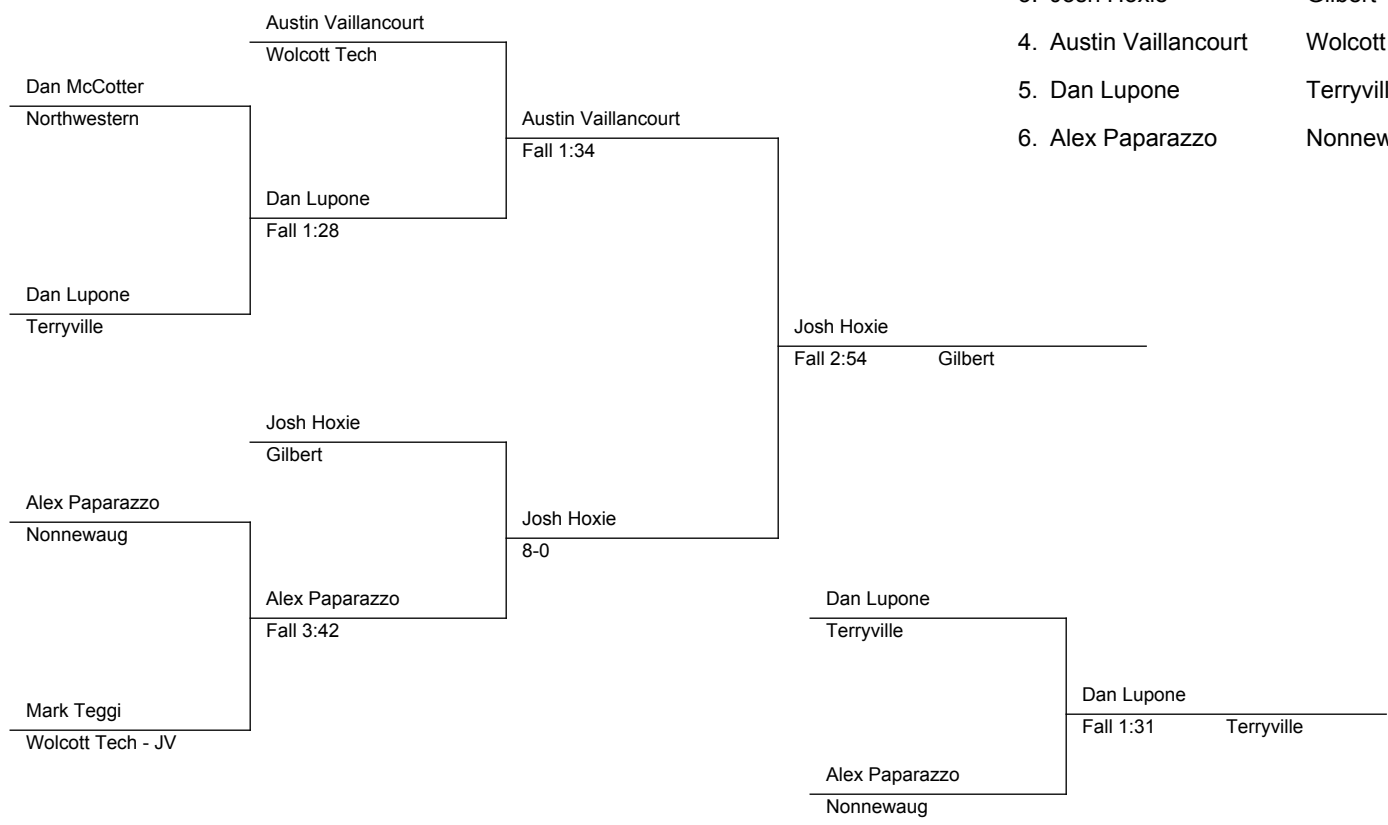 4. Austin Vaillancourt Wolcott
5. Dan Lupone
6. Alex Paparazzo
Austin Vaillancourt
Wolcott Tech
Dan McCotter
Northwestern
Austin Vaillancourt
Fall 1:34
Dan Lupone
Fall 1:28
Dan Lupone
Terryville
Josh Hoxie
Fall 2:54 Gilbert
Josh Hoxie
Gilbert
Alex Paparazzo
Nonnewaug
Josh Hoxie
8-0
Alex Paparazzo
Fall 3:42
Dan Lupone
Terryville
Mark Teggi
Wolcott Tech - JV
Dan Lupone
Fall 1:31 Terryville
Alex Paparazzo
Nonnewaug